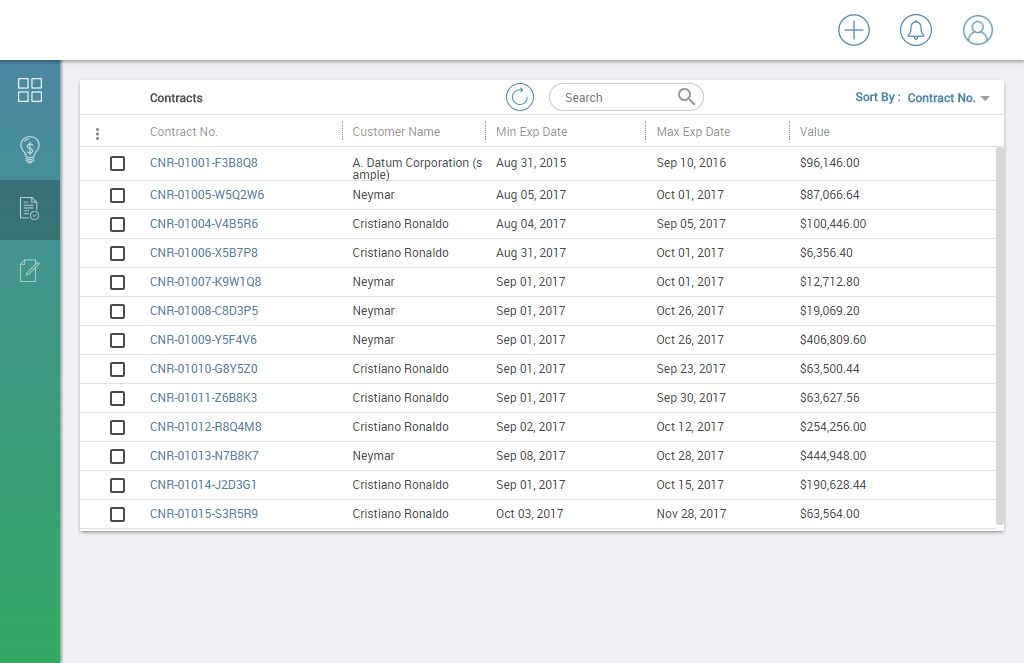 Contracts Search Sort By : Contract No.
Contract No. Customer Name Min Exp Date Max Exp Date Value
CNR-01001-F3B8Q8 A. Datum Corporation (s Aug 31, 2015 Sep 10, 2016 $96,146.00
ample)
CNR-01005-W5Q2W6 Neymar Aug 05, 2017 Oct 01, 2017 $87,066.64
CNR-01004-V4B5R6 Cristiano Ronaldo Aug 04, 2017 Sep 05, 2017 $100,446.00
CNR-01006-X5B7P8 Cristiano Ronaldo Aug 31, 2017 Oct 01, 2017 $6,356.40
CNR-01007-K9W1Q8 Neymar Sep 01, 2017 Oct 01, 2017 $12,712.80
CNR-01008-C8D3P5 Neymar Sep 01, 2017 Oct 26, 2017 $19,069.20
CNR-01009-Y5F4V6 Neymar Sep 01, 2017 Oct 26, 2017 $406,809.60
CNR-01010-G8Y5Z0 Cristiano Ronaldo Sep 01, 2017 Sep 23, 2017 $63,500.44
CNR-01011-Z6B8K3 Cristiano Ronaldo Sep 01, 2017 Sep 30, 2017 $63,627.56
CNR-01012-R8Q4M8 Cristiano Ronaldo Sep 02, 2017 Oct 12, 2017 $254,256.00
CNR-01013-N7B8K7 Neymar Sep 08, 2017 Oct 28, 2017 $444,948.00
CNR-01014-J2D3G1 Cristiano Ronaldo Sep 01, 2017 Oct 15, 2017 $190,628.44
CNR-01015-S3R5R9 Cristiano Ronaldo Oct 03, 2017 Nov 28, 2017 $63,564.00